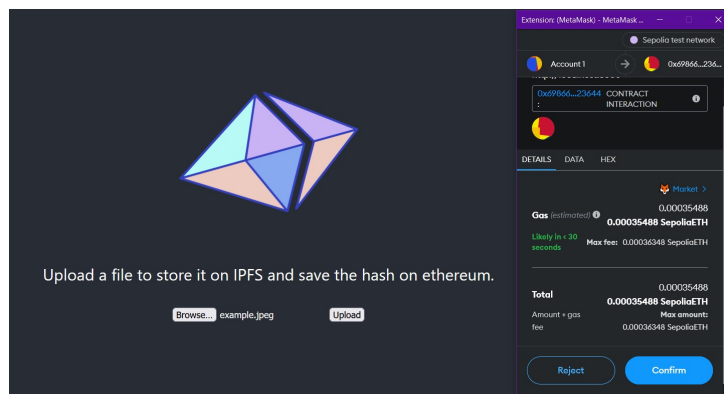 Extension: (MetaMask) - MetaMask ...
Sepolia test network
Account 1
0x69866...236...
0x69866...23644 CONTRACT
: INTERACTION
DETAILS DATA HEX
Market >
0.00035488
Gas (estimated) 0.00035488 SepoliaETH
Likely in < 30
seconds Max fee: 0.00036348 SepoliaETH
0.00035488
Total 0.00035488 SepoliaETH
Amount + gas Max amount:
fee 0.00036348 SepoliaETH
Reject Confirm
Upload a file to store it on IPFS and save the hash on ethereum.
Browse... example.jpeg Upload